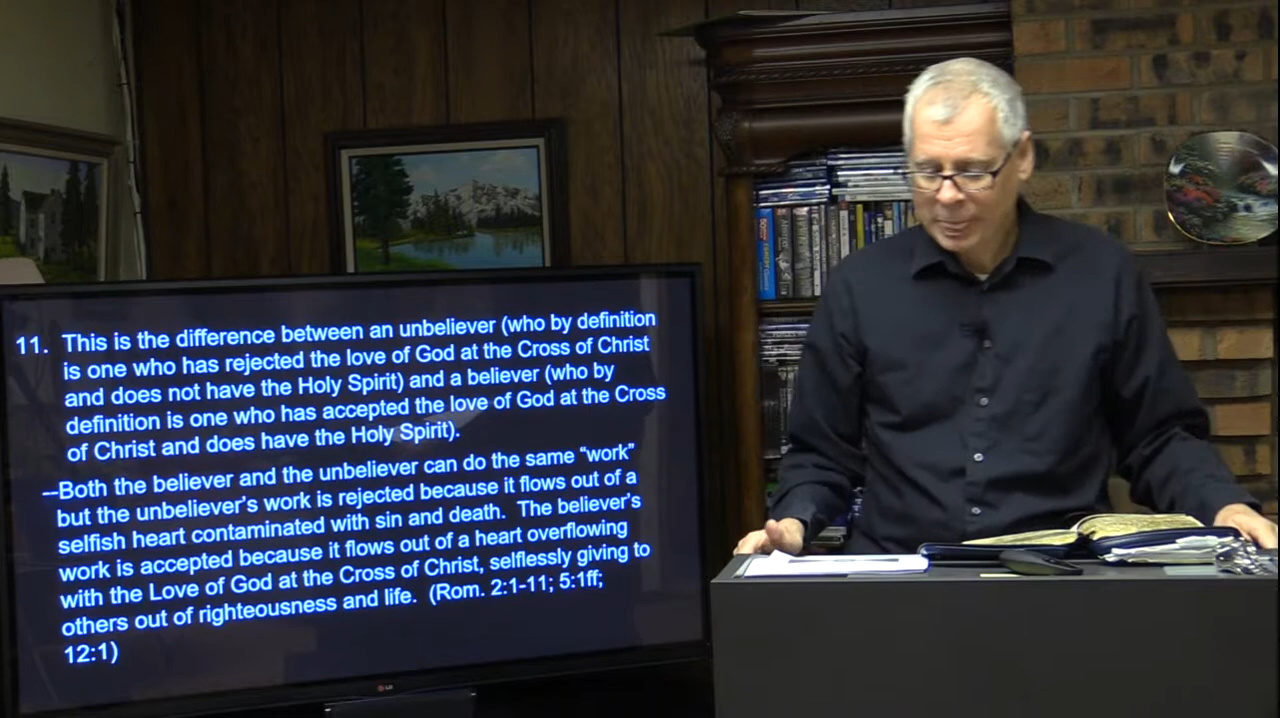 11. This is the difference between an unbeliever (who by definition
is one who has rejected the love of God at the Cross of Christ
and does not have the Holy Spirit) and a believer (who by
definition is one who has accepted the love of God at the Cross
of Christ and does have the Holy Spirit).
--Both the believer and the unbeliever can do the same “work”
but the unbeliever’s work is rejected because it flows out of a
selfish heart contaminated with sin and death. The believer’s
work is accepted because it flows out of a heart overflowing
with the Love of God at the Cross of Christ, selflessly giving to
others out of righteousness and life. (Rom. 2:1-11; 5:1ff;
12:1)
LG